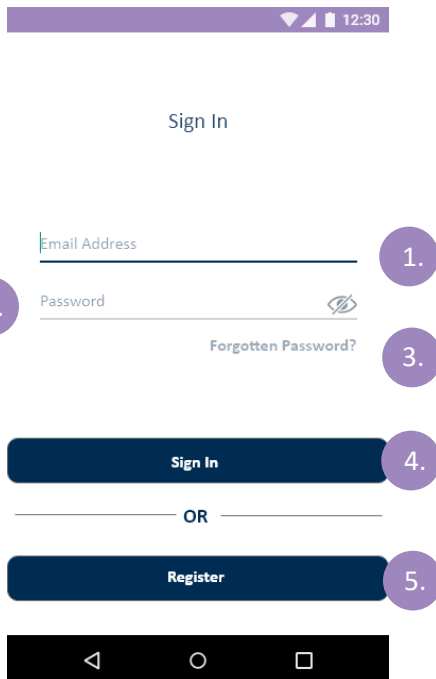 12:30
Sign In
Email Address
1.
Password
Forgotten Password?
3.
Sign In
4.
OR
Register
5.